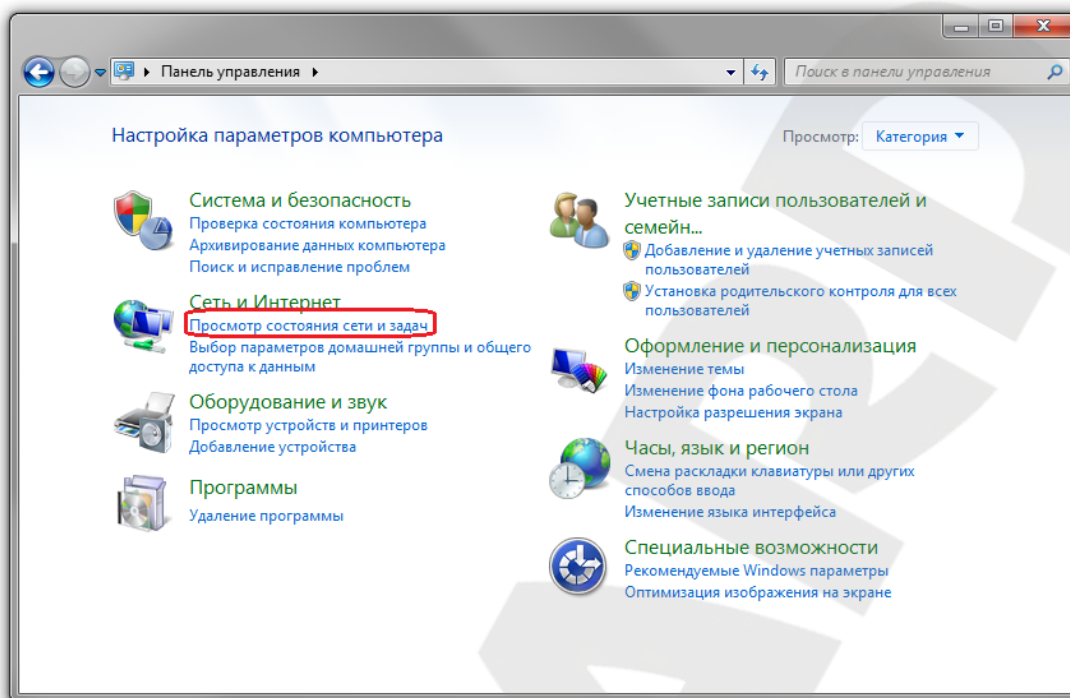 Панель управления
Поиск в панели управления
Настройка параметров компьютера
Просмотр: Категория
Система и безопасность
Проверка состояния компьютера
Архивирование данных компьютера
Поиск и исправление проблем
Сеть и Интернет
Просмотр состояния сети и задач
Выбор параметров домашней группы и общего
доступа к данным
Оборудование и звук
Просмотр устройств и принтеров
Добавление устройства
Программы
Удаление программы
Учетные записи пользователей и
семейн...
Добавление и удаление учетных записей
пользователей
Установка родительского контроля для всех
пользователей
Оформление и персонализация
Изменение темы
Изменение фона рабочего стола
Настройка разрешения экрана
Часы, язык и регион
Смена раскладки клавиатуры или других
способов ввода
Изменение языка интерфейса
Специальные возможности
Рекомендуемые Windows параметры
Оптимизация изображения на экране